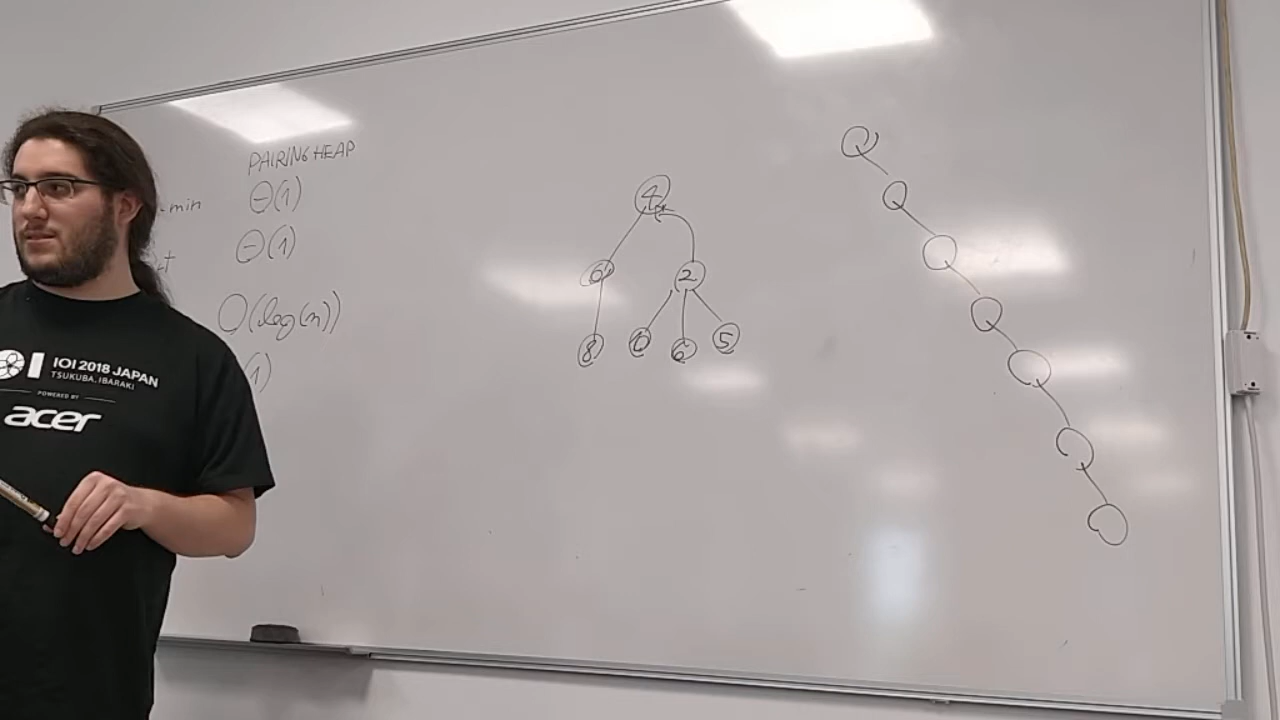 PAIRING HEAP
-min Θ(1)
Θ(1)
O(log(n))
1)
4
6 2
8 6 5
IOI 2018 JAPAN
TSUKUBA, IBARAKI
POWERED BY
acer